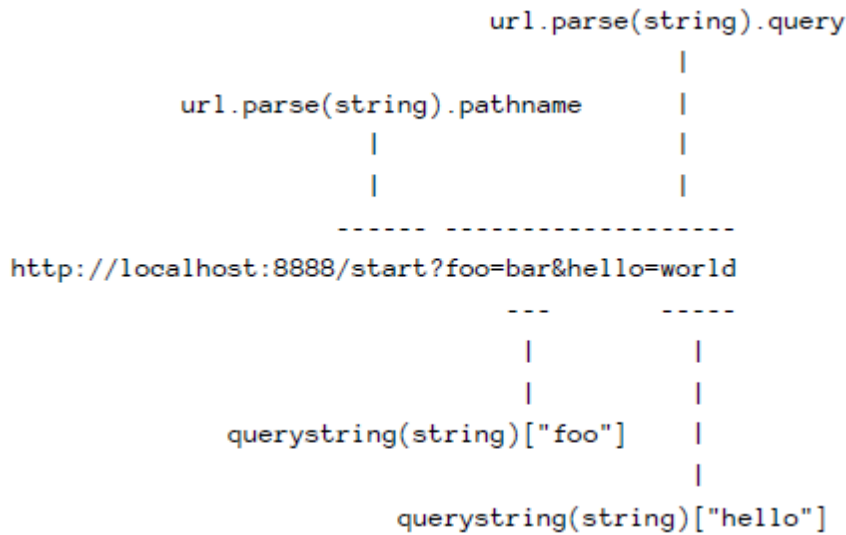 url.parse(string).query
|
url.parse(string).pathname |
| |
| |
------ -------------------
http://localhost:8888/start?foo=bar&hello=world
--- -----
| |
| |
querystring(string)["foo"] |
|
querystring(string)["hello"]